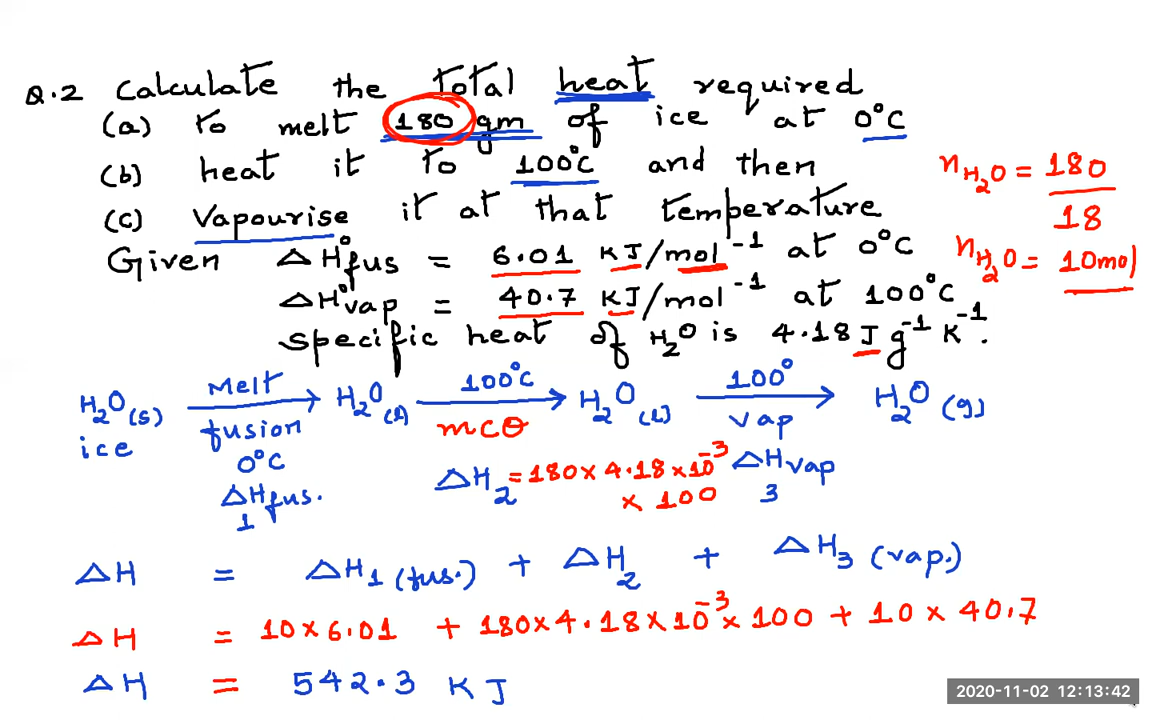 Q.2 Calculate the total heat required
(a) to melt 180 gm of ice at 0°C
(b) heat it to 100°C and then
(c) Vapourise it at that temperature
Given ΔH°fus = 6.01 KJ/mol⁻¹ at 0°C
ΔH°vap = 40.7 KJ/mol⁻¹ at 100°C
specific heat of H₂O is 4.18 J g⁻¹ K⁻¹.
nH₂O = 180/18
nH₂O = 10mol
H₂O(s) Melt H₂O(l) 100°C H₂O(l) 100° H₂O(g)
ice fusion mcθ vap
0°C
ΔHfus. ΔH₂ = 180 × 4.18 × 10⁻³ ΔHvap
1 × 100 3
ΔH = ΔH₁ (fus.) + ΔH₂ + ΔH₃ (vap.)
ΔH = 10 × 6.01 + 180 × 4.18 × 10⁻³ × 100 + 10 × 40.7
ΔH = 542.3 KJ
2020-11-02 12:13:42